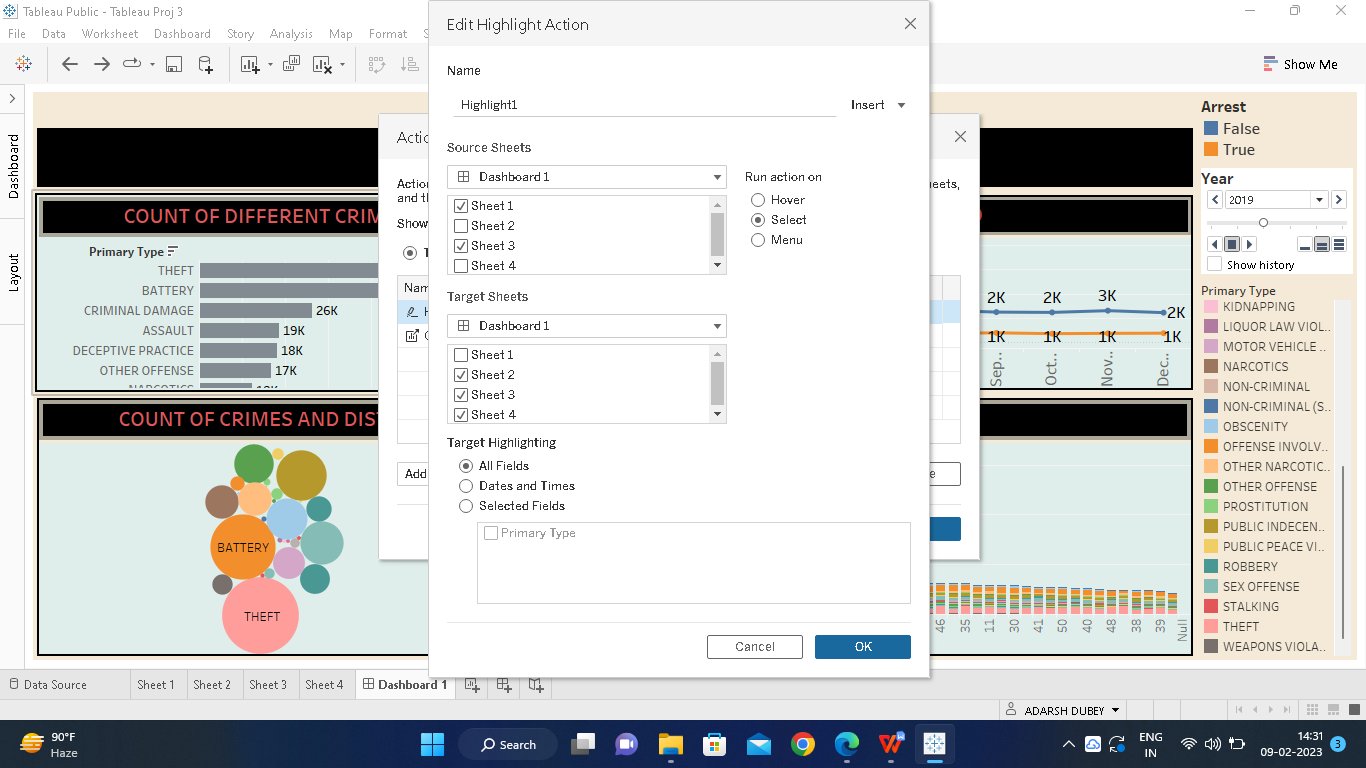 Tableau Public - Tableau Proj 3
File Data Worksheet Dashboard Story Analysis Map Format
Show Me
Dashboard
Layout
Edit Highlight Action
Name
Highlight1
Insert
Source Sheets
Dashboard 1
Sheet 1
Sheet 2
Sheet 3
Sheet 4
Run action on
Hover
Select
Menu
Target Sheets
Dashboard 1
Sheet 1
Sheet 2
Sheet 3
Sheet 4
Target Highlighting
All Fields
Dates and Times
Selected Fields
Primary Type
Cancel
OK
Add
COUNT OF DIFFERENT CRIM
Primary Type
THEFT
BATTERY
CRIMINAL DAMAGE 26K
ASSAULT 19K
DECEPTIVE PRACTICE 18K
OTHER OFFENSE 17K
NARCOTICS
COUNT OF CRIMES AND DIS
BATTERY
THEFT
2K 2K 3K 2K
1K 1K 1K 1K
Sep.. Oct.. Nov.. Dec..
46 35 11 30 41 50 40 48 38 39 Null
Arrest
False
True
Year
2019
Show history
Primary Type
KIDNAPPING
LIQUOR LAW VIOL..
MOTOR VEHICLE ..
NARCOTICS
NON-CRIMINAL
NON-CRIMINAL (S..
OBSCENITY
OFFENSE INVOLV..
OTHER NARCOTIC..
OTHER OFFENSE
PROSTITUTION
PUBLIC INDECEN..
PUBLIC PEACE VI..
ROBBERY
SEX OFFENSE
STALKING
THEFT
WEAPONS VIOLA..
Data Source Sheet 1 Sheet 2 Sheet 3 Sheet 4 Dashboard 1
ADARSH DUBEY
90°F
Haze
Search
ENG
IN
14:31
09-02-2023
3